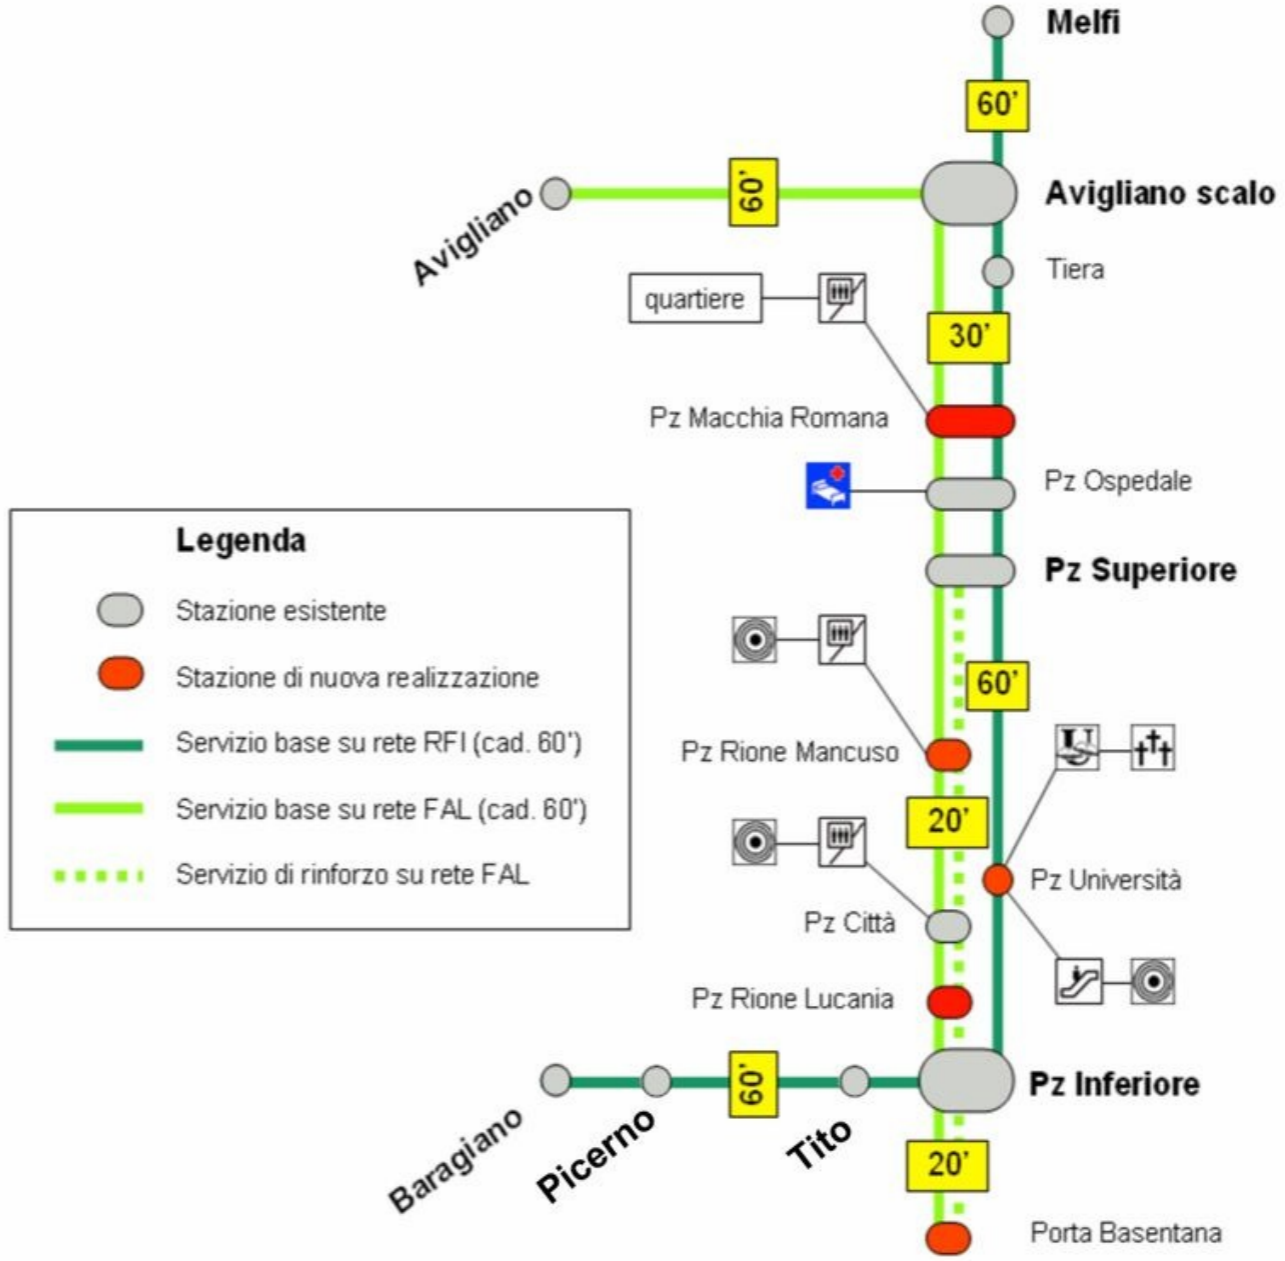 Melfi
60'
60'
Avigliano scalo
Avigliano
Tiera
quartiere
30'
Pz Macchia Romana
Pz Ospedale
Legenda
Pz Superiore
Stazione esistente
Stazione di nuova realizzazione
60'
Servizio base su rete RFI (cad. 60')
Pz Rione Mancuso
Servizio base su rete FAL (cad. 60')
20'
Servizio di rinforzo su rete FAL
Pz Università
Pz Città
Pz Rione Lucania
60'
Pz Inferiore
Baragiano
Picerno
Tito
20'
Porta Basentana